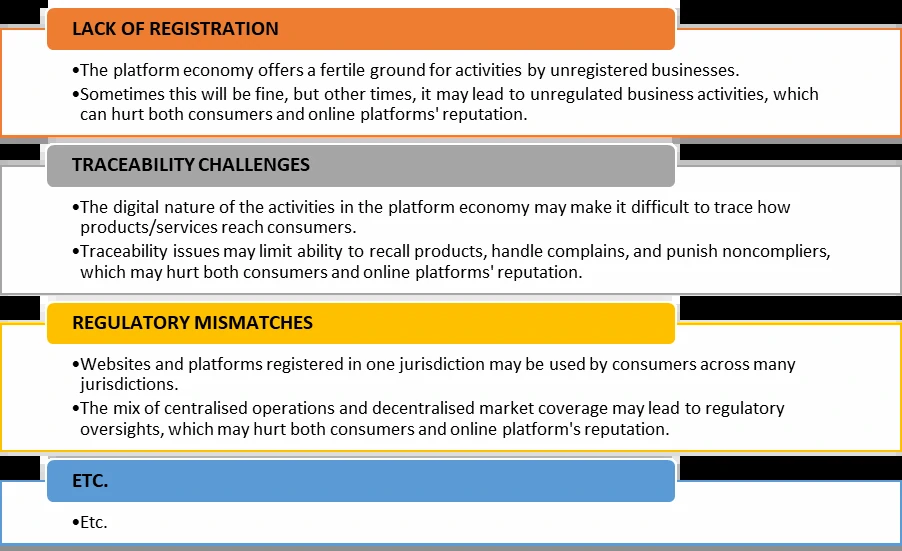 LACK OF REGISTRATION
•The platform economy offers a fertile ground for activities by unregistered businesses.
•Sometimes this will be fine, but other times, it may lead to unregulated business activities, which
can hurt both consumers and online platforms' reputation.
TRACEABILITY CHALLENGES
•The digital nature of the activities in the platform economy may make it difficult to trace how
products/services reach consumers.
•Traceability issues may limit ability to recall products, handle complains, and punish noncompliers,
which may hurt both consumers and online platforms' reputation.
REGULATORY MISMATCHES
•Websites and platforms registered in one jurisdiction may be used by consumers across many
jurisdictions.
•The mix of centralised operations and decentralised market coverage may lead to regulatory
oversights, which may hurt both consumers and online platform's reputation.
ETC.
•Etc.